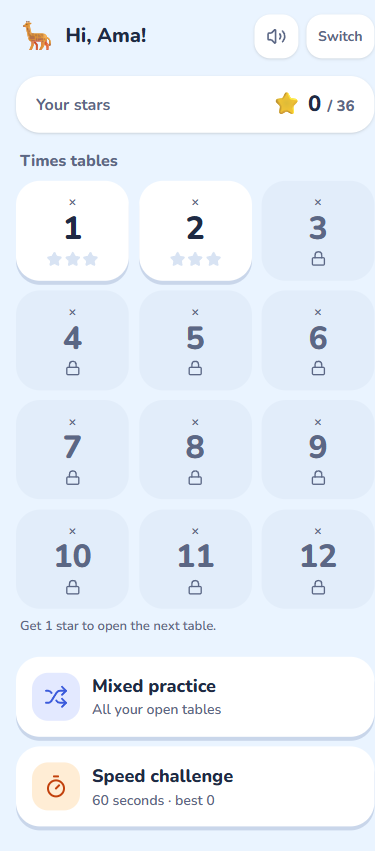 Hi, Ama!
Switch
Your stars
0 / 36
Times tables
× × ×
1 2 3
× × ×
4 5 6
× × ×
7 8 9
× × ×
10 11 12
Get 1 star to open the next table.
Mixed practice
All your open tables
Speed challenge
60 seconds · best 0